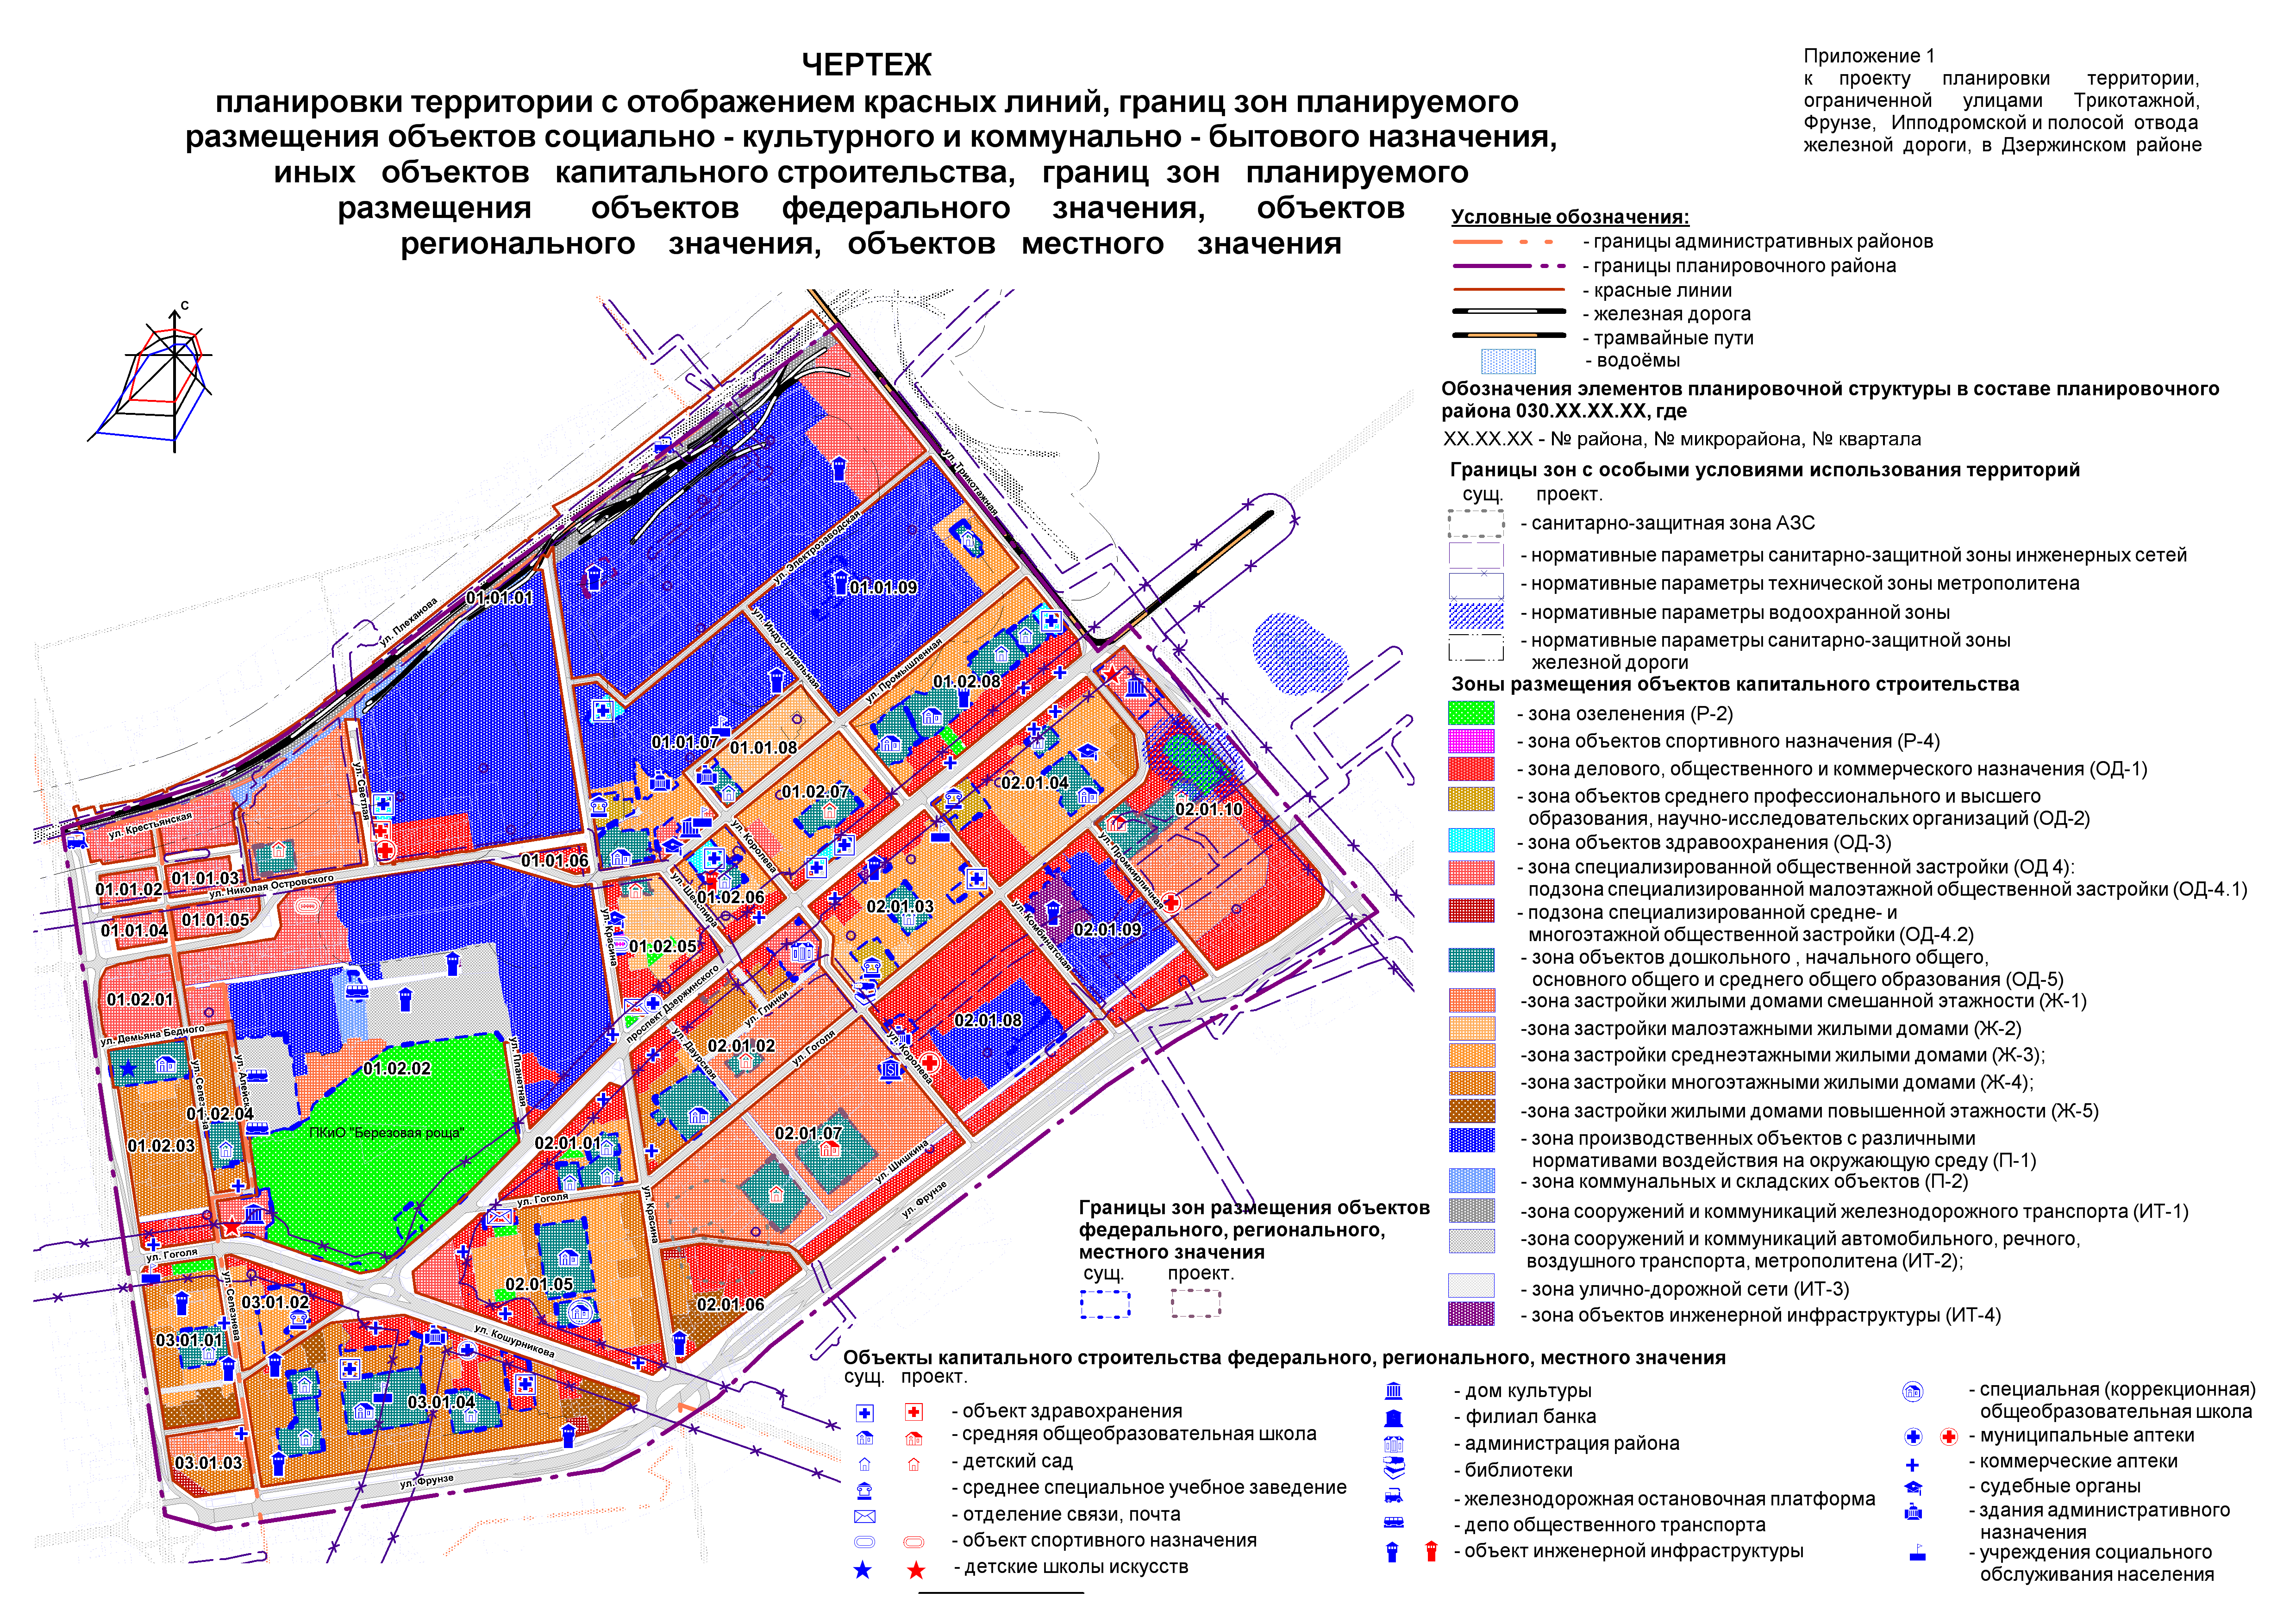 ЧЕРТЕЖ
планировки территории с отображением красных линий, границ зон планируемого
размещения объектов социально - культурного и коммунально - бытового назначения,
иных объектов капитального строительства, границ зон планируемого
размещения объектов федерального значения, объектов
регионального значения, объектов местного значения
Приложение 1
к проекту планировки территории,
ограниченной улицами Трикотажной,
Фрунзе, Ипподромской и полосой отвода
железной дороги, в Дзержинском районе
Условные обозначения:
- границы административных районов
- границы планировочного района
- красные линии
- железная дорога
- трамвайные пути
- водоёмы
Обозначения элементов планировочной структуры в составе планировочного
района 030.ХХ.ХХ.ХХ, где
ХХ.ХХ.ХХ - № района, № микрорайона, № квартала
Границы зон с особыми условиями использования территорий
сущ. проект.
- санитарно-защитная зона АЗС
- нормативные параметры санитарно-защитной зоны инженерных сетей
- нормативные параметры технической зоны метрополитена
- нормативные параметры водоохранной зоны
- нормативные параметры санитарно-защитной зоны
железной дороги
Зоны размещения объектов капитального строительства
- зона озеленения (Р-2)
- зона объектов спортивного назначения (Р-4)
- зона делового, общественного и коммерческого назначения (ОД-1)
- зона объектов среднего профессионального и высшего
образования, научно-исследовательских организаций (ОД-2)
- зона объектов здравоохранения (ОД-3)
- зона специализированной общественной застройки (ОД 4):
подзона специализированной малоэтажной общественной застройки (ОД-4.1)
- подзона специализированной средне- и
многоэтажной общественной застройки (ОД-4.2)
- зона объектов дошкольного , начального общего,
основного общего и среднего общего образования (ОД-5)
-зона застройки жилыми домами смешанной этажности (Ж-1)
-зона застройки малоэтажными жилыми домами (Ж-2)
-зона застройки среднеэтажными жилыми домами (Ж-3);
-зона застройки многоэтажными жилыми домами (Ж-4);
-зона застройки жилыми домами повышенной этажности (Ж-5)
- зона производственных объектов с различными
нормативами воздействия на окружающую среду (П-1)
- зона коммунальных и складских объектов (П-2)
-зона сооружений и коммуникаций железнодорожного транспорта (ИТ-1)
-зона сооружений и коммуникаций автомобильного, речного,
воздушного транспорта, метрополитена (ИТ-2);
- зона улично-дорожной сети (ИТ-3)
- зона объектов инженерной инфраструктуры (ИТ-4)
Границы зон размещения объектов
федерального, регионального,
местного значения
сущ. проект.
Объекты капитального строительства федерального, регионального, местного значения
сущ. проект.
- объект здравохранения
- средняя общеобразовательная школа
- детский сад
- среднее специальное учебное заведение
- отделение связи, почта
- объект спортивного назначения
- детские школы искусств
- дом культуры
- филиал банка
- администрация района
- библиотеки
- железнодорожная остановочная платформа
- депо общественного транспорта
- объект инженерной инфраструктуры
- специальная (коррекционная)
общеобразовательная школа
- муниципальные аптеки
- коммерческие аптеки
- судебные органы
- здания административного
назначения
- учреждения социального
обслуживания населения
С
ул. Трикотажная
ул. Электрозаводская
01.01.09
01.01.01
ул. Плеханова
ул. Индустриальная
ул. Промышленная
01.02.08
01.01.07
01.01.08
ул. Светлая
01.02.07
02.01.04
02.01.10
ул. Крестьянская
ул. Королева
ул. Промкирпичная
01.01.06
01.01.03
01.01.02
ул. Николая Островского
ул. Шекспира
01.02.06
02.01.03
01.01.05
01.01.04
ул. Красина
01.02.05
ул. Комбинатская
02.01.09
01.02.01
проспект Дзержинского
ул. Глинки
02.01.08
ул. Демьяна Бедного
ул. Планетная
ул. Даурская
02.01.02
ул. Гоголя
ул. Королева
01.02.02
01.02.04
ПКиО "Березовая роща"
01.02.03
02.01.01
02.01.07
ул. Шишкина
ул. Гоголя
ул. Красина
ул. Фрунзе
ул. Гоголя
ул. Селезнева
03.01.02
02.01.05
02.01.06
03.01.01
ул. Кошурникова
03.01.04
03.01.03
ул. Фрунзе